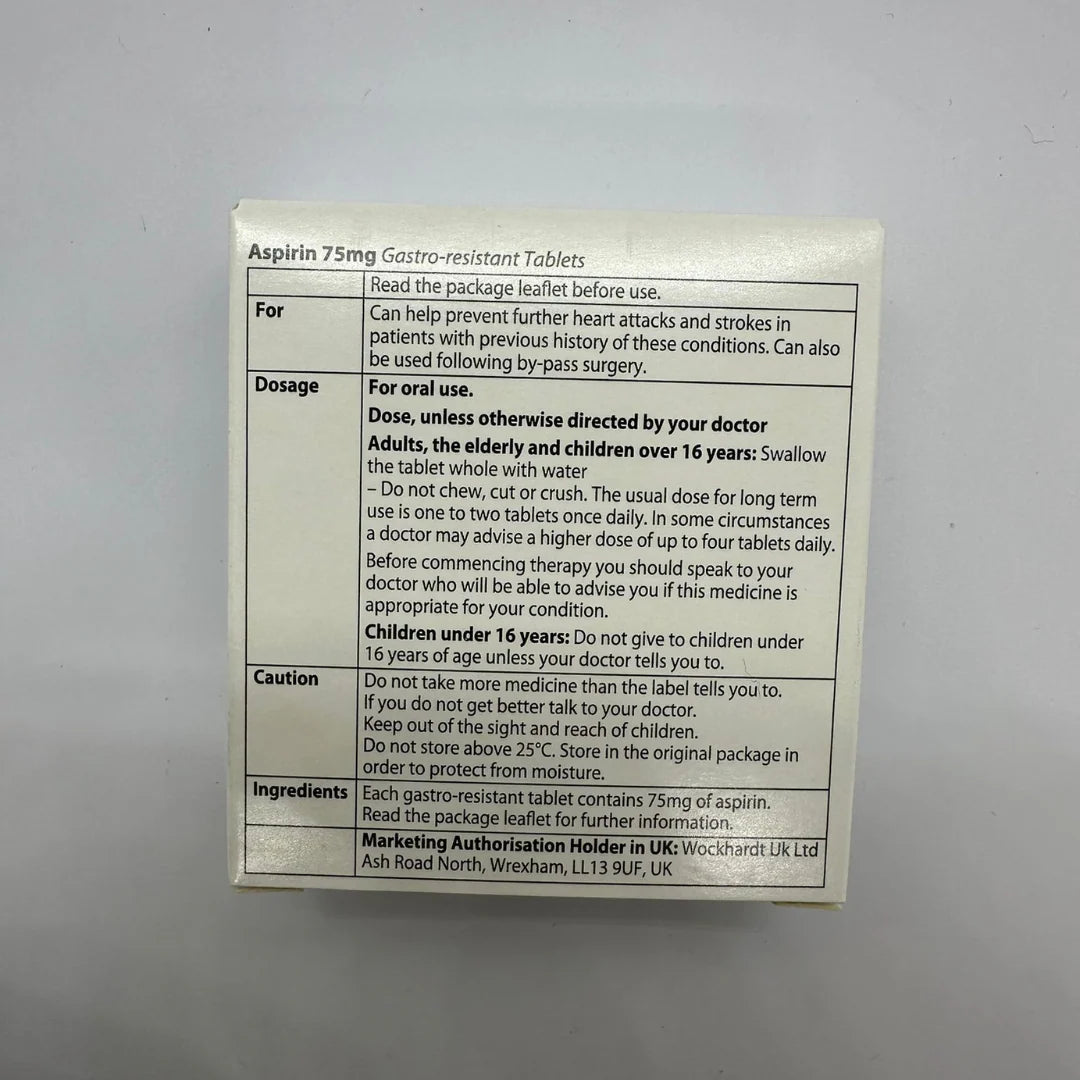 Aspirin 75mg Gastro-resistant Tablets
Read the package leaflet before use.
For
Can help prevent further heart attacks and strokes in
patients with previous history of these conditions. Can also
be used following by-pass surgery.
Dosage
For oral use.
Dose, unless otherwise directed by your doctor
Adults, the elderly and children over 16 years: Swallow
the tablet whole with water
– Do not chew, cut or crush. The usual dose for long term
use is one to two tablets once daily. In some circumstances
a doctor may advise a higher dose of up to four tablets daily.
Before commencing therapy you should speak to your
doctor who will be able to advise you if this medicine is
appropriate for your condition.
Children under 16 years: Do not give to children under
16 years of age unless your doctor tells you to.
Caution
Do not take more medicine than the label tells you to.
If you do not get better talk to your doctor.
Keep out of the sight and reach of children.
Do not store above 25°C. Store in the original package in
order to protect from moisture.
Ingredients
Each gastro-resistant tablet contains 75mg of aspirin.
Read the package leaflet for further information.
Marketing Authorisation Holder in UK: Wockhardt Uk Ltd
Ash Road North, Wrexham, LL13 9UF, UK